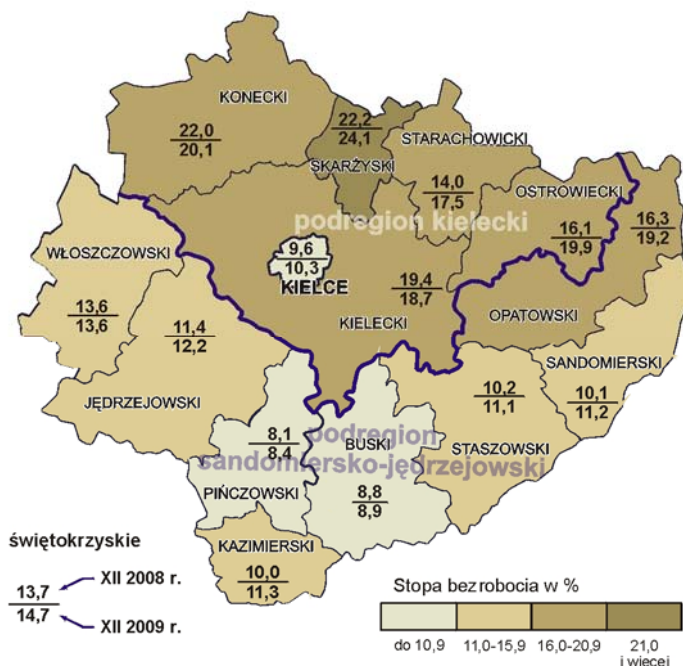 KONECKI
22,0
20,1
22,2
24,1
SKARŻYSKI
STARACHOWICKI
14,0
17,5
OSTROWIECKI
16,1
19,9
16,3
19,2
podregion kielecki
WŁOSZCZOWSKI
13,6
13,6
9,6
10,3
KIELCE
19,4
18,7
KIELECKI
OPATOWSKI
11,4
12,2
JĘDRZEJOWSKI
SANDOMIERSKI
10,1
11,2
10,2
11,1
STASZOWSKI
8,1
8,4
PIŃCZOWSKI
podregion
sandomiersko-jędrzejowski
BUSKI
8,8
8,9
KAZIMIERSKI
10,0
11,3
świętokrzyskie
13,7
14,7
XII 2008 r.
XII 2009 r.
Stopa bezrobocia w %
do 10,9
11,0-15,9
16,0-20,9
21,0
i więcej